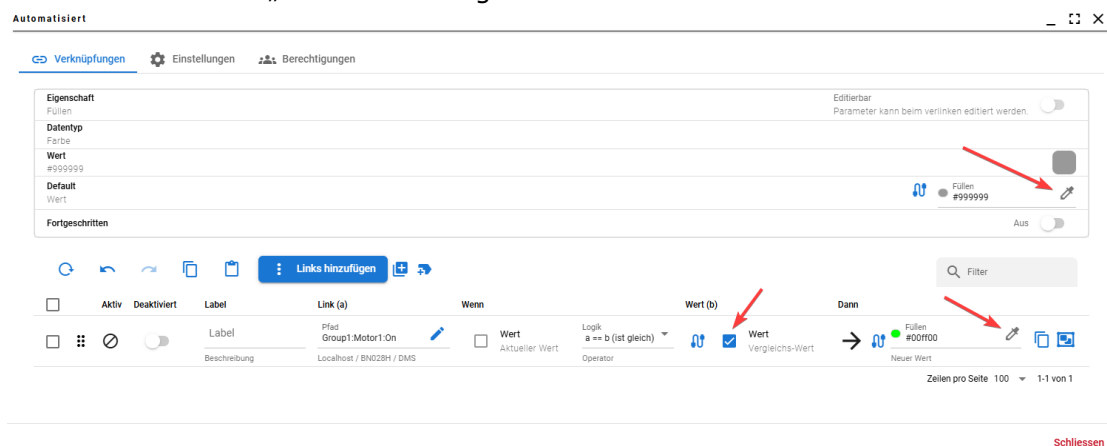 Automatisiert
Verknüpfungen Einstellungen Berechtigungen
Eigenschaft
Füllen
Editierbar
Parameter kann beim verlinken editiert werden.
Datentyp
Farbe
Wert
#999999
Default
Wert
Füllen
#999999
Fortgeschritten
Aus
Links hinzufügen
Filter
Aktiv Deaktiviert Label Link (a) Wenn Wert (b) Dann
Label
Beschreibung
Pfad
Group1:Motor1:On
Localhost / BN028H / DMS
Wert
Aktueller Wert
Logik
a == b (ist gleich)
Operator
Wert
Vergleichs-Wert
Füllen
#00ff00
Neuer Wert
Zeilen pro Seite 100 1-1 von 1
Schliessen